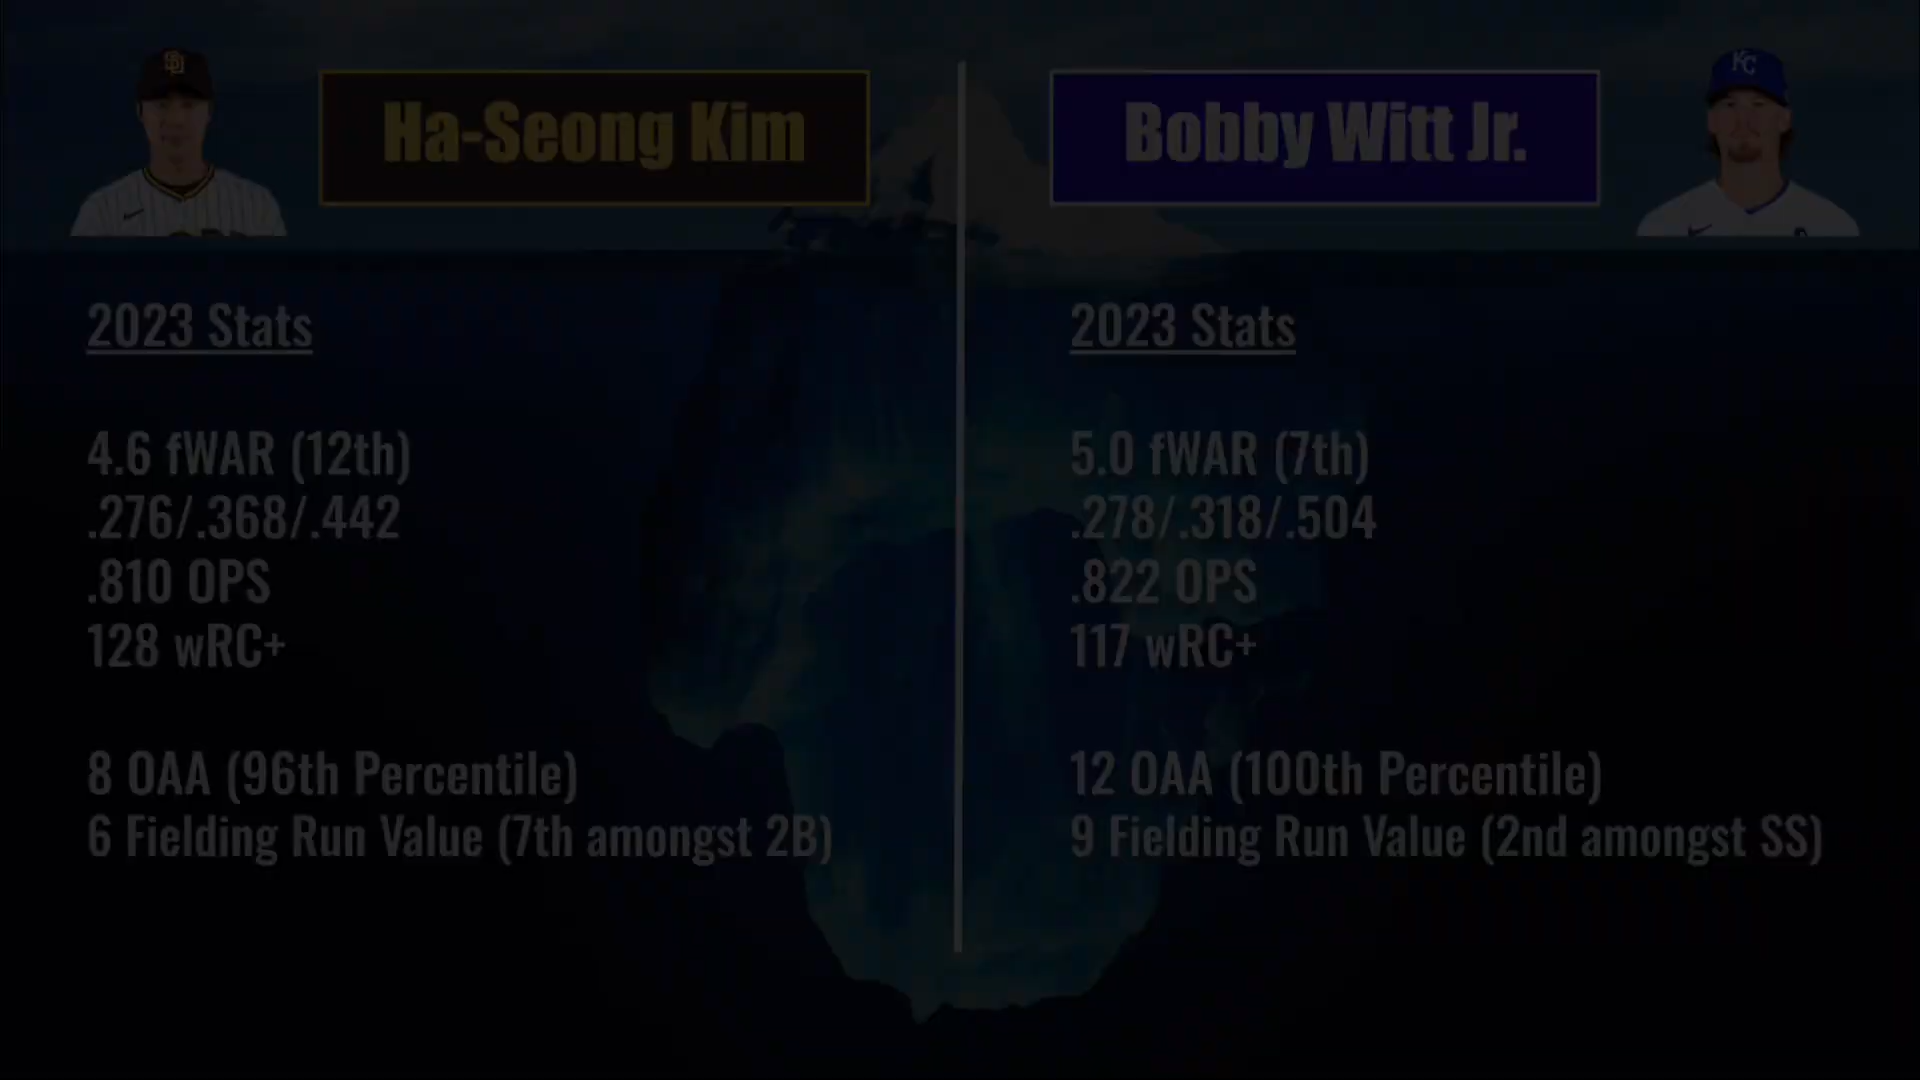 Ha-Seong Kim
2023 Stats
4.6 fWAR (12th)
.276/.368/.442
.810 OPS
128 wRC+
8 OAA (96th Percentile)
6 Fielding Run Value (7th amongst 2B)
Bobby Witt Jr.
2023 Stats
5.0 fWAR (7th)
.278/.318/.504
.822 OPS
117 wRC+
12 OAA (100th Percentile)
9 Fielding Run Value (2nd amongst SS)
SD
KC